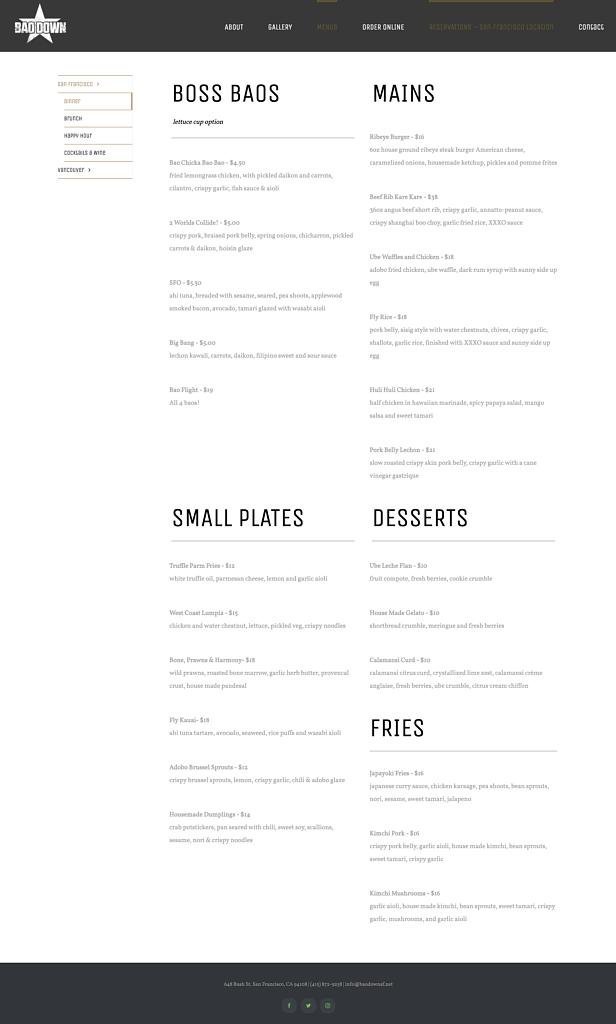 BAO DOWN
ABOUT
GALLERY
MENUS
ORDER ONLINE
RESERVATIONS – SAN FRANCISCO LOCATION
CONTACT
San Francisco >
Dinner
Brunch
Happy Hour
Cocktails & Wine
Vancouver >
BOSS BAOS
lettuce cup option
Bao Chicka Bao Bao - $4.50
fried lemongrass chicken, with pickled daikon and carrots,
cilantro, crispy garlic, fish sauce & aioli
2 Worlds Collide! - $5.00
crispy pork, braised pork belly, spring onions, chicharron, pickled
carrots & daikon, hoisin glaze
SFO - $5.50
ahi tuna, breaded with sesame, seared, pea shoots, applewood
smoked bacon, avocado, tamari glazed with wasabi aioli
Big Bang - $5.00
lechon kawali, carrots, daikon, filipino sweet and sour sauce
Bao Flight - $19
All 4 baos!
MAINS
Ribeye Burger - $16
6oz house ground ribeye steak burger American cheese,
caramelized onions, housemade ketchup, pickles and pomme frites
Beef Rib Kare Kare - $38
36oz angus beef short rib, crispy garlic, annatto-peanut sauce,
crispy shanghai boo choy, garlic fried rice, XXXO sauce
Ube Waffles and Chicken - $18
adobo fried chicken, ube waffle, dark rum syrup with sunny side up
egg
Fly Rice - $18
pork belly, sisig style with water chestnuts, chives, crispy garlic,
shallots, garlic rice, finished with XXXO sauce and sunny side up
egg
Huli Huli Chicken - $21
half chicken in hawaiian marinade, spicy papaya salad, mango
salsa and sweet tamari
Pork Belly Lechon - $21
slow roasted crispy skin pork belly, crispy garlic with a cane
vinegar gastrique
SMALL PLATES
Truffle Parm Fries - $12
white truffle oil, parmesan cheese, lemon and garlic aioli
West Coast Lumpia - $15
chicken and water chestnut, lettuce, pickled veg, crispy noodles
Bone, Prawns & Harmony- $18
wild prawns, roasted bone marrow, garlic herb butter, provencal
crust, house made pandesal
Fly Kauai- $18
ahi tuna tartare, avocado, seaweed, rice puffs and wasabi aioli
Adobo Brussel Sprouts - $12
crispy brussel sprouts, lemon, crispy garlic, chili & adobo glaze
Housemade Dumplings - $14
crab potstickers, pan seared with chili, sweet soy, scallions,
sesame, nori & crispy noodles
DESSERTS
Ube Leche Flan - $10
fruit compote, fresh berries, cookie crumble
House Made Gelato - $10
shortbread crumble, meringue and fresh berries
Calamansi Curd - $10
calamansi citrus curd, crystallized lime zest, calamansi crème
anglaise, fresh berries, ube crumble, citrus cream chiffon
FRIES
Japayoki Fries - $16
japanese curry sauce, chicken karaage, pea shoots, bean sprouts,
nori, sesame, sweet tamari, jalapeno
Kimchi Pork - $16
crispy pork belly, garlic aioli, house made kimchi, bean sprouts,
sweet tamari, crispy garlic
Kimchi Mushrooms - $16
garlic aioli, house made kimchi, bean sprouts, sweet tamari, crispy
garlic, mushrooms, and garlic aioli
648 Bush St. San Francisco, CA 94108 | (415) 872-9238 | info@baodownsf.net